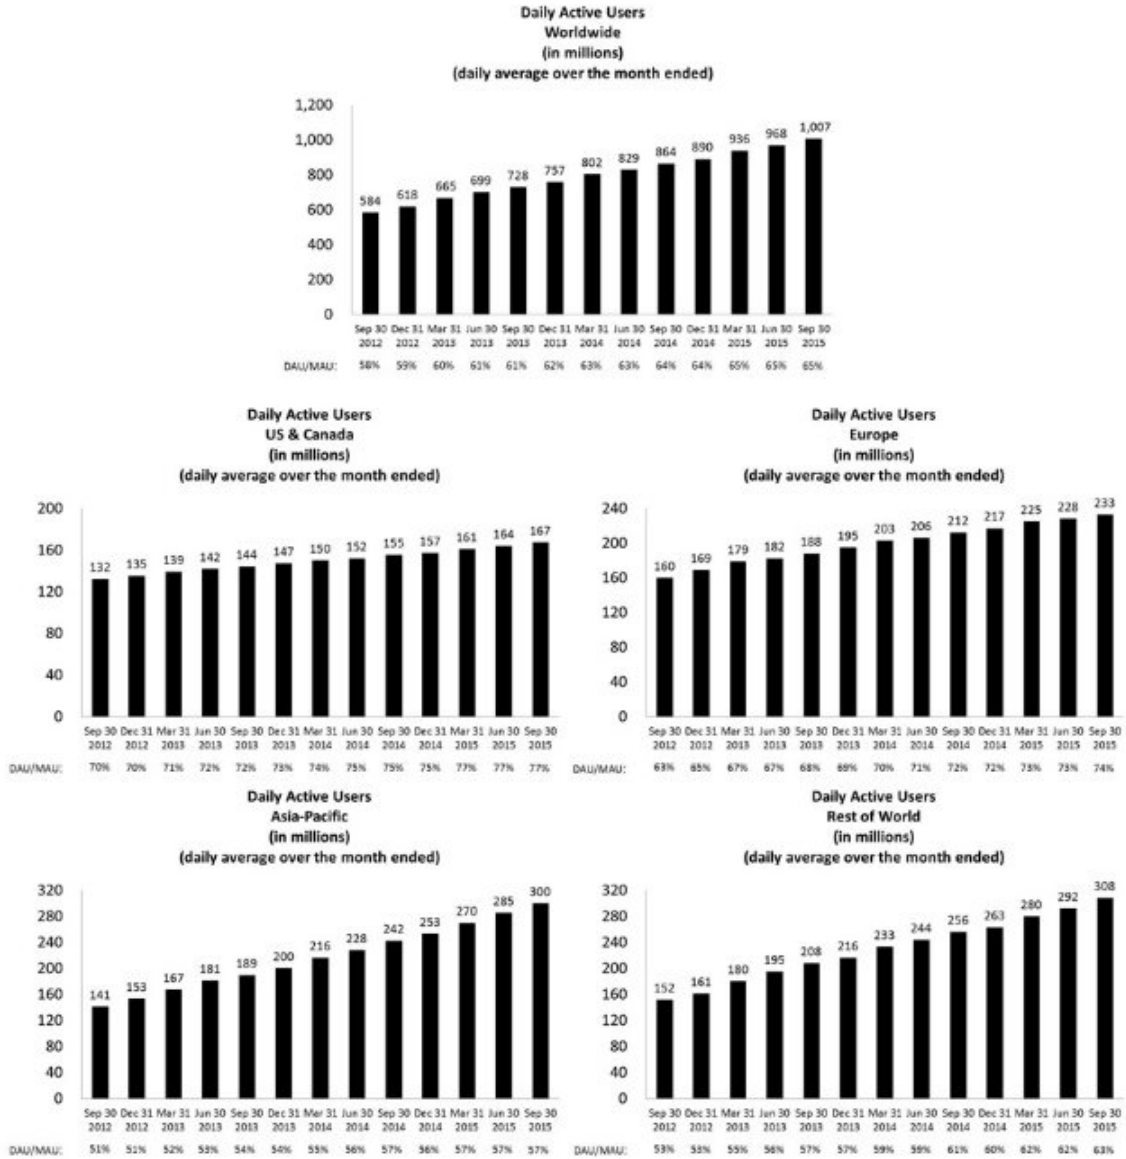 Daily Active Users
Worldwide
(in millions)
(daily average over the month ended)
1,200
1,000
800
600
400
200
0
584 618 665 699 728 757 802 829 864 890 936 968 1,007
Sep 30 Dec 31 Mar 31 Jun 30 Sep 30 Dec 31 Mar 31 Jun 30 Sep 30 Dec 31 Mar 31 Jun 30 Sep 30
2012 2012 2013 2013 2013 2013 2014 2014 2014 2014 2015 2015 2015
DAU/MAU: 58% 59% 60% 61% 61% 62% 63% 63% 64% 64% 65% 65% 65%
Daily Active Users
US & Canada
(in millions)
(daily average over the month ended)
200
160
120
80
40
0
132 135 139 142 144 147 150 152 155 157 161 164 167
Sep 30 Dec 31 Mar 31 Jun 30 Sep 30 Dec 31 Mar 31 Jun 30 Sep 30 Dec 31 Mar 31 Jun 30 Sep 30
2012 2012 2013 2013 2013 2013 2014 2014 2014 2014 2015 2015 2015
DAU/MAU: 70% 70% 71% 72% 72% 73% 74% 75% 75% 75% 77% 77% 77%
Daily Active Users
Europe
(in millions)
(daily average over the month ended)
240
200
160
120
80
40
0
160 169 179 182 188 195 203 206 212 217 225 228 233
Sep 30 Dec 31 Mar 31 Jun 30 Sep 30 Dec 31 Mar 31 Jun 30 Sep 30 Dec 31 Mar 31 Jun 30 Sep 30
2012 2012 2013 2013 2013 2013 2014 2014 2014 2014 2015 2015 2015
DAU/MAU: 63% 65% 67% 67% 68% 69% 70% 71% 72% 72% 73% 73% 74%
Daily Active Users
Asia-Pacific
(in millions)
(daily average over the month ended)
320
280
240
200
160
120
80
40
0
141 153 167 181 189 200 216 228 242 253 270 285 300
Sep 30 Dec 31 Mar 31 Jun 30 Sep 30 Dec 31 Mar 31 Jun 30 Sep 30 Dec 31 Mar 31 Jun 30 Sep 30
2012 2012 2013 2013 2013 2013 2014 2014 2014 2014 2015 2015 2015
DAU/MAU: 51% 51% 52% 53% 54% 54% 55% 56% 57% 56% 57% 57% 57%
Daily Active Users
Rest of World
(in millions)
(daily average over the month ended)
320
280
240
200
160
120
80
40
0
152 161 180 195 208 216 233 244 256 263 280 292 308
Sep 30 Dec 31 Mar 31 Jun 30 Sep 30 Dec 31 Mar 31 Jun 30 Sep 30 Dec 31 Mar 31 Jun 30 Sep 30
2012 2012 2013 2013 2013 2013 2014 2014 2014 2014 2015 2015 2015
DAU/MAU: 53% 53% 55% 56% 57% 57% 59% 59% 61% 60% 62% 62% 63%